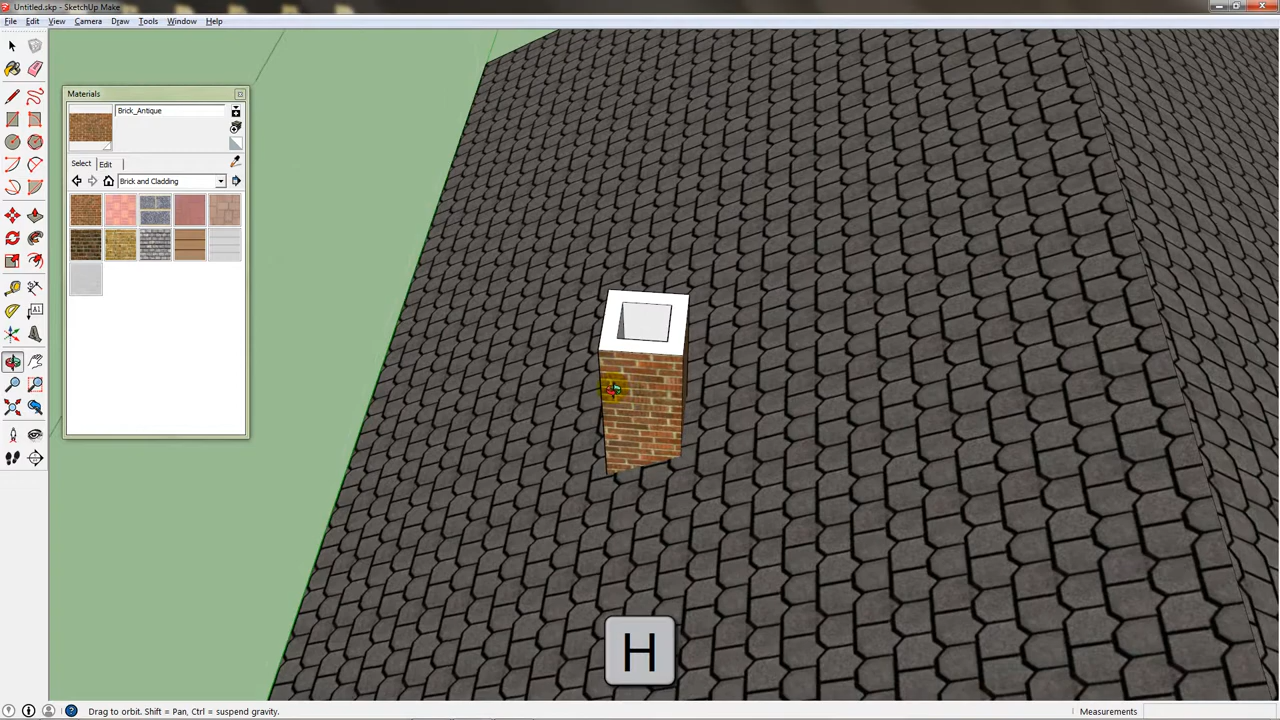 Untitled.skp - SketchUp Make
File Edit View Camera Draw Tools Window Help
Materials
Brick_Antique
Select Edit
Brick and Cladding
A1
H
Drag to orbit. Shift = Pan, Ctrl = suspend gravity.
Measurements